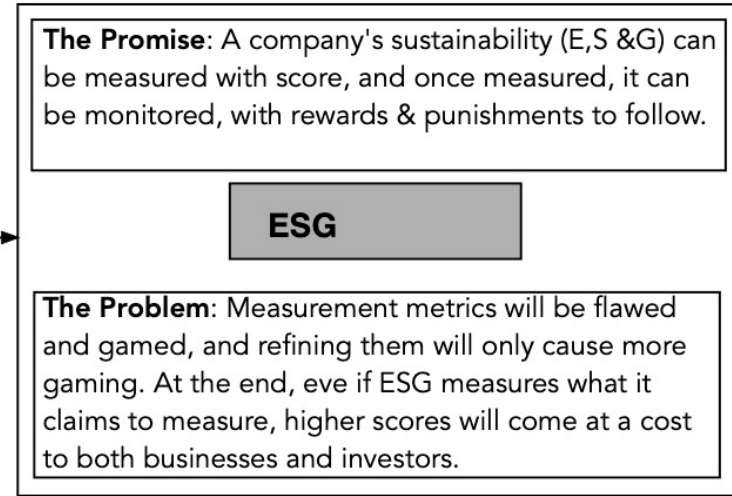 The Promise: A company's sustainability (E,S &G) can
be measured with score, and once measured, it can
be monitored, with rewards & punishments to follow.
ESG
The Problem: Measurement metrics will be flawed
and gamed, and refining them will only cause more
gaming. At the end, eve if ESG measures what it
claims to measure, higher scores will come at a cost
to both businesses and investors.